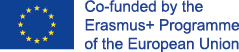 Co-funded by the
Erasmus+ Programme
of the European Union